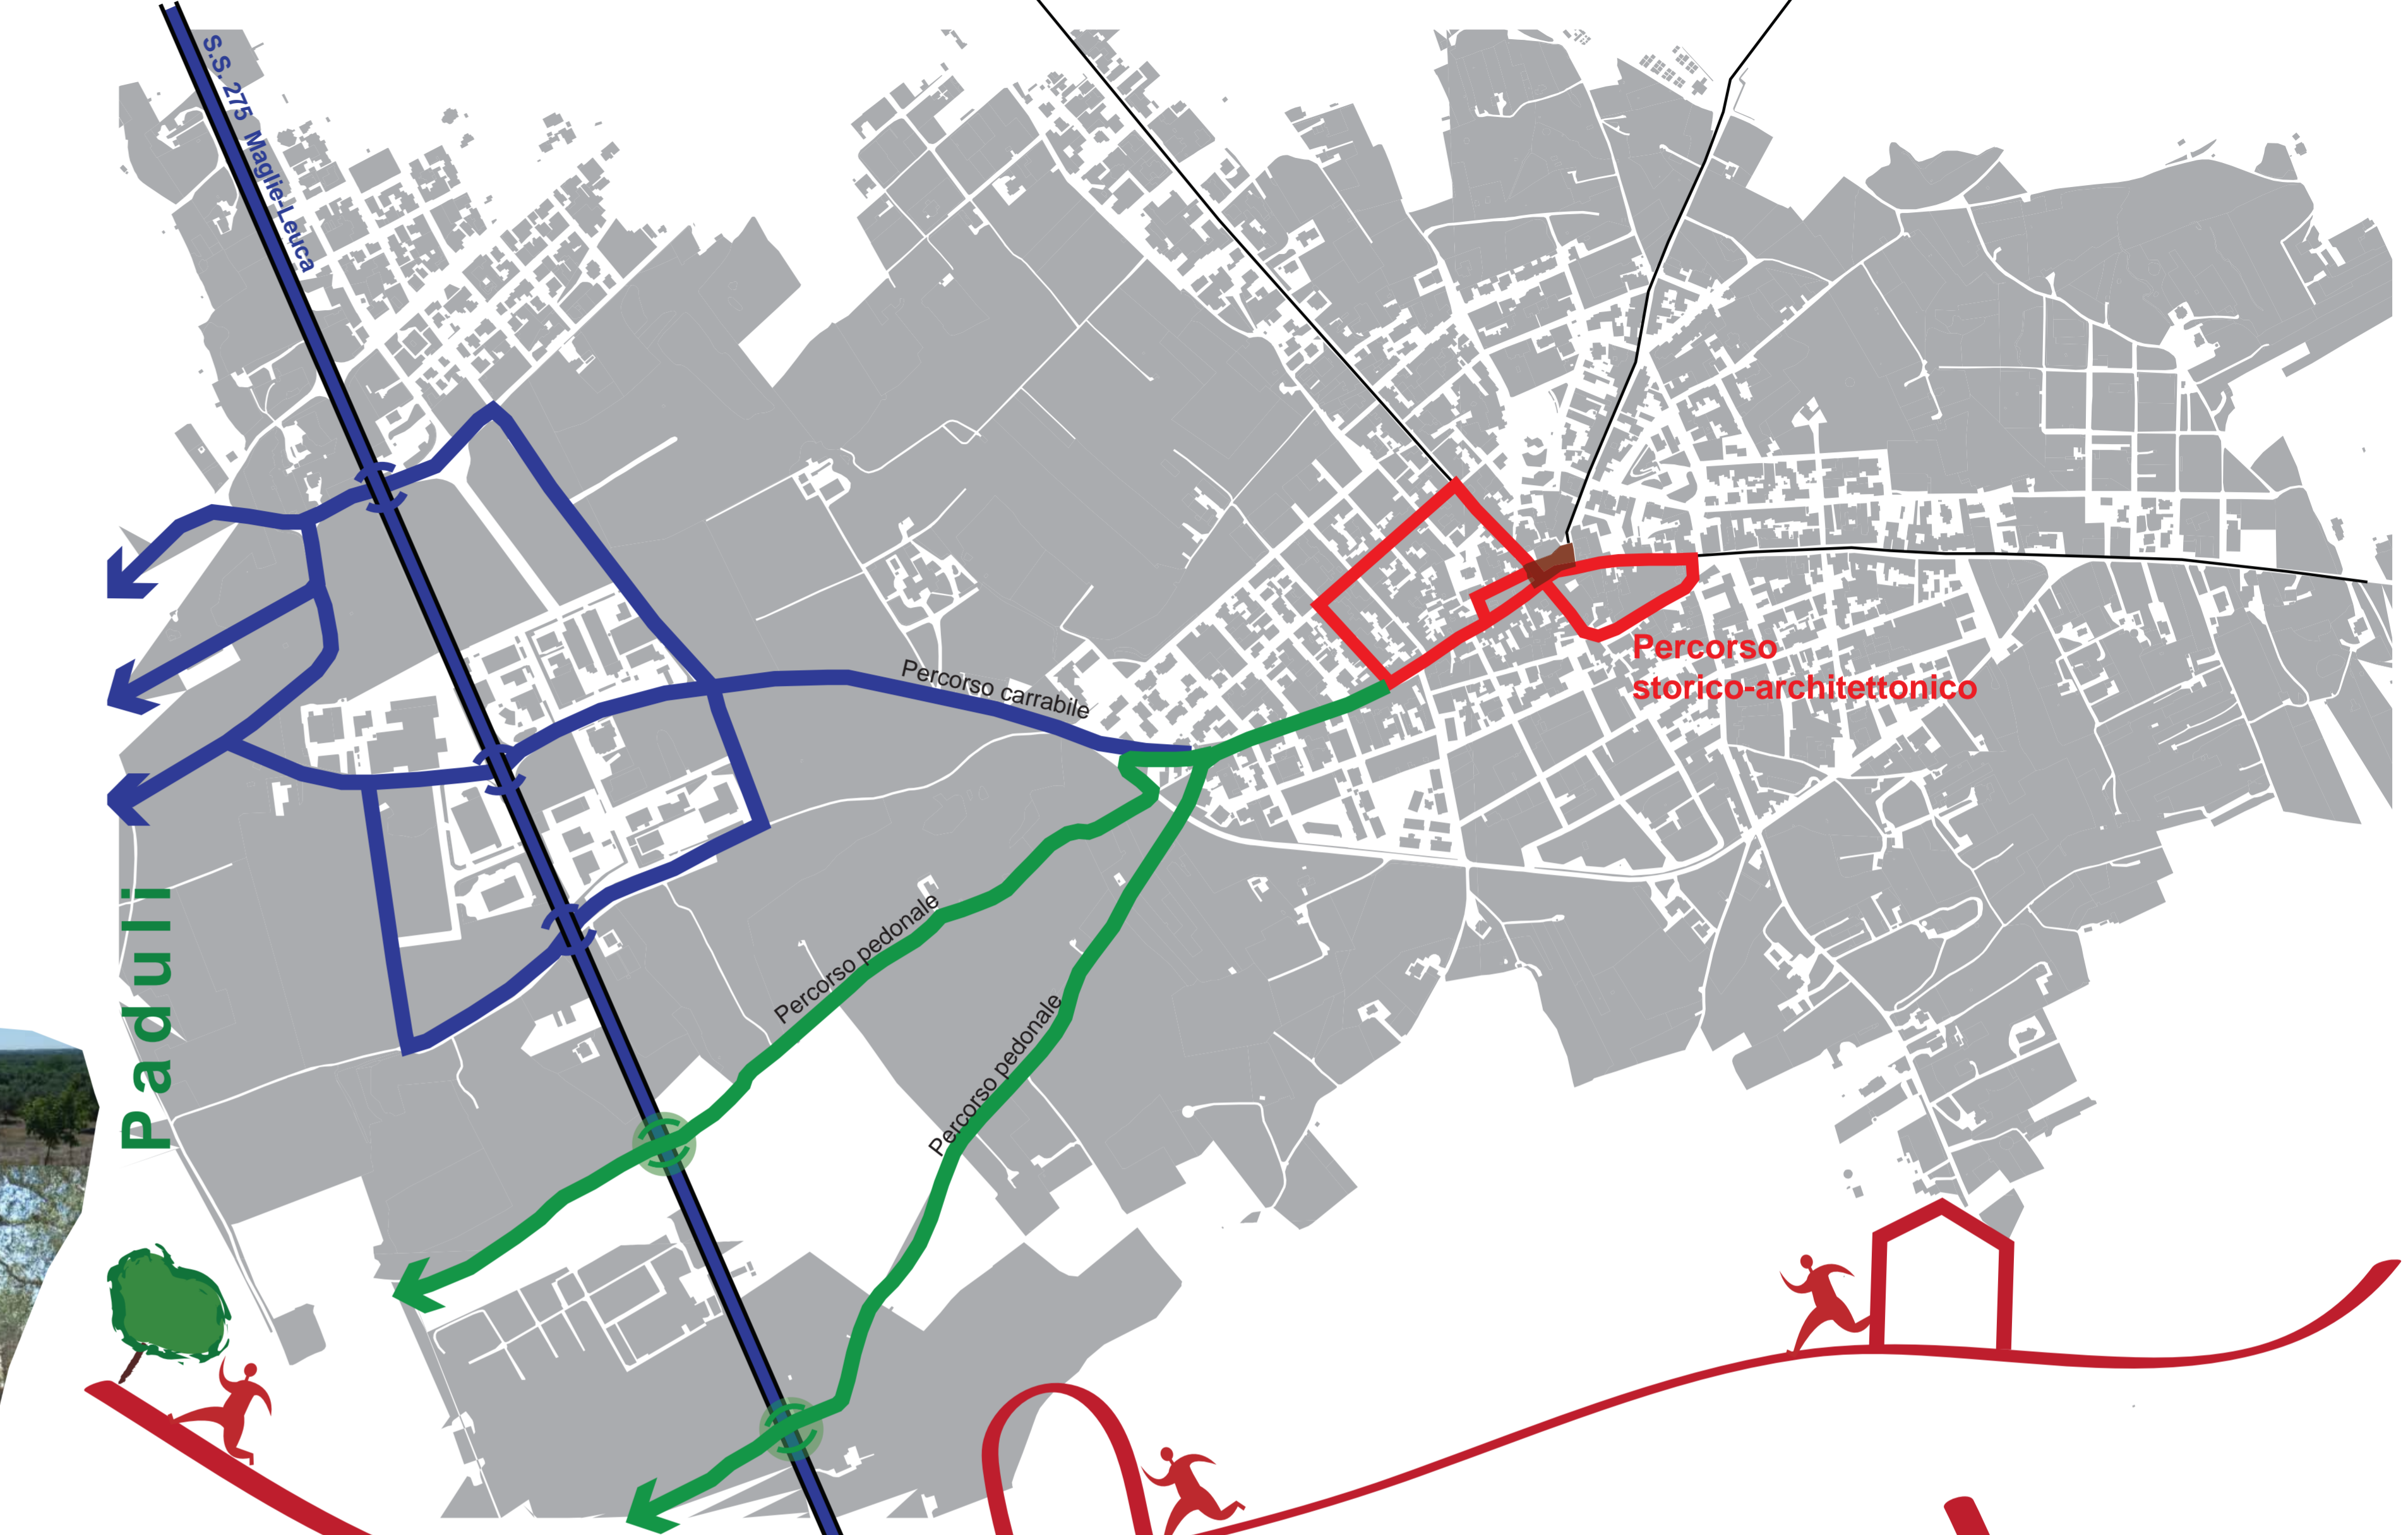 S.S. 275 Maglie-Leuca
Percorso carrabile
Percorso
storico-architettonico
Percorso pedonale
Percorso pedonale
Paduli